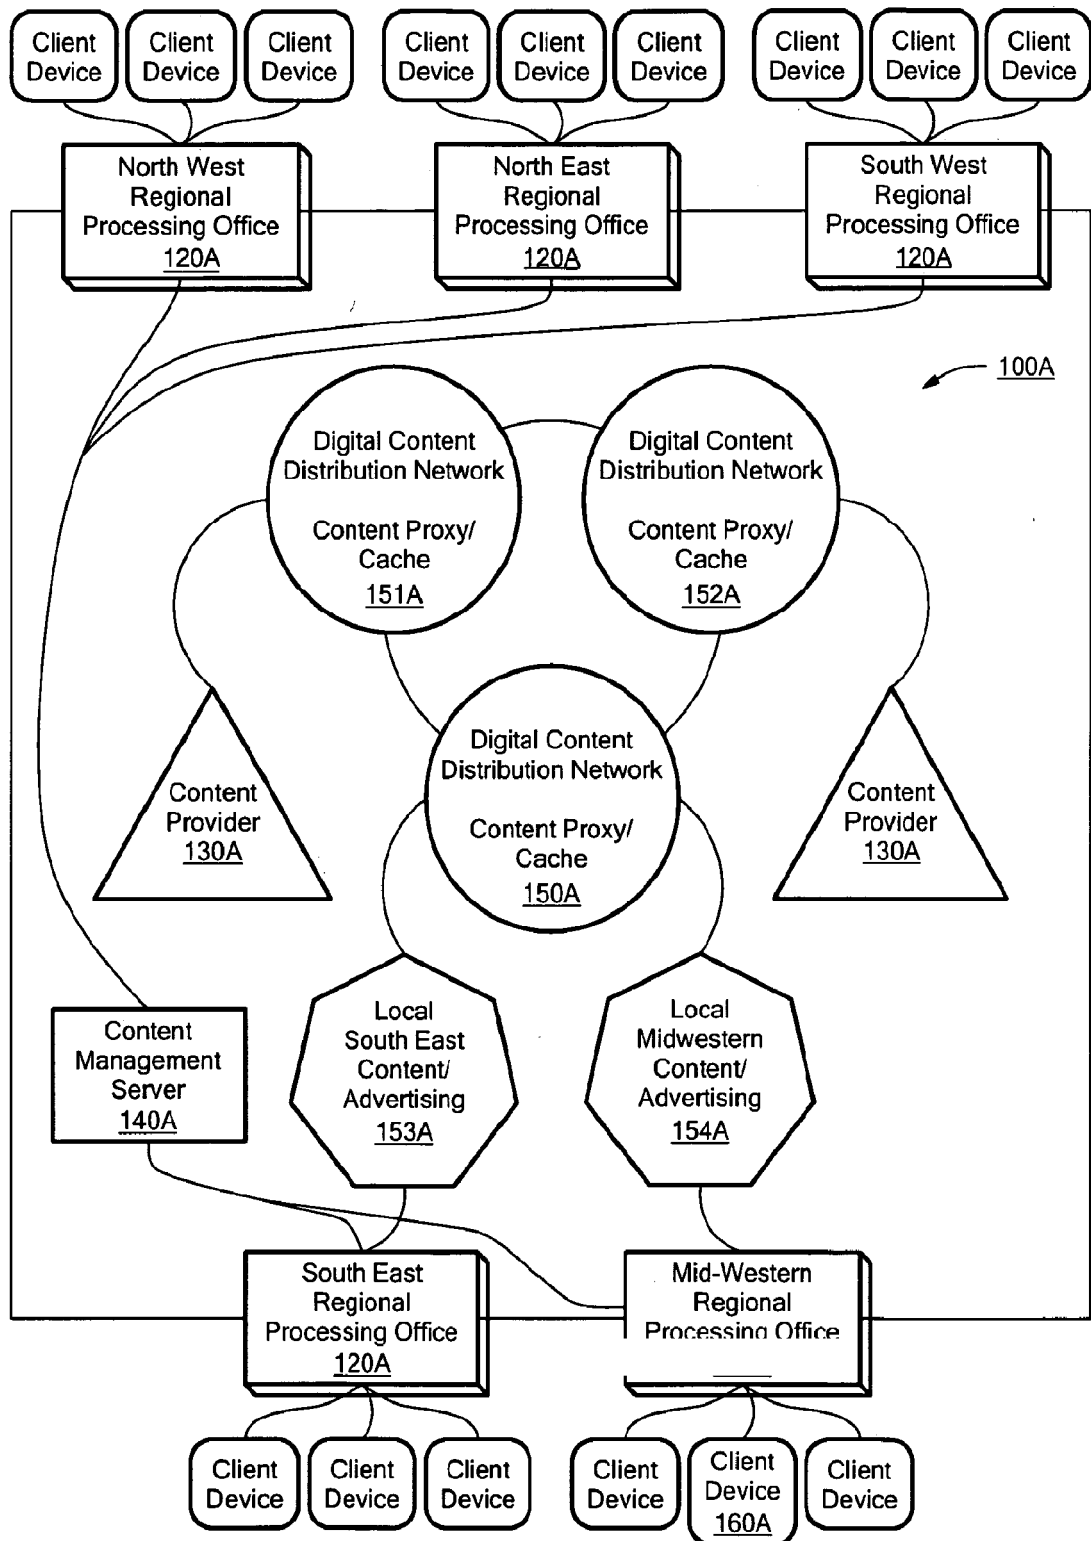 Client
Device
Client
Device
Client
Device
Client
Device
Client
Device
Client
Device
Client
Device
Client
Device
Client
Device
North West
Regional
Processing Office
120A
North East
Regional
Processing Office
120A
South West
Regional
Processing Office
120A
100A
Digital Content
Distribution Network
Content Proxy/
Cache
151A
Digital Content
Distribution Network
Content Proxy/
Cache
152A
Content
Provider
130A
Digital Content
Distribution Network
Content Proxy/
Cache
150A
Content
Provider
130A
Content
Management
Server
140A
Local
South East
Content/
Advertising
153A
Local
Midwestern
Content/
Advertising
154A
South East
Regional
Processing Office
120A
Mid-Western
Regional
Processing Office
Client
Device
Client
Device
Client
Device
Client
Device
Client
Device
160A
Client
Device